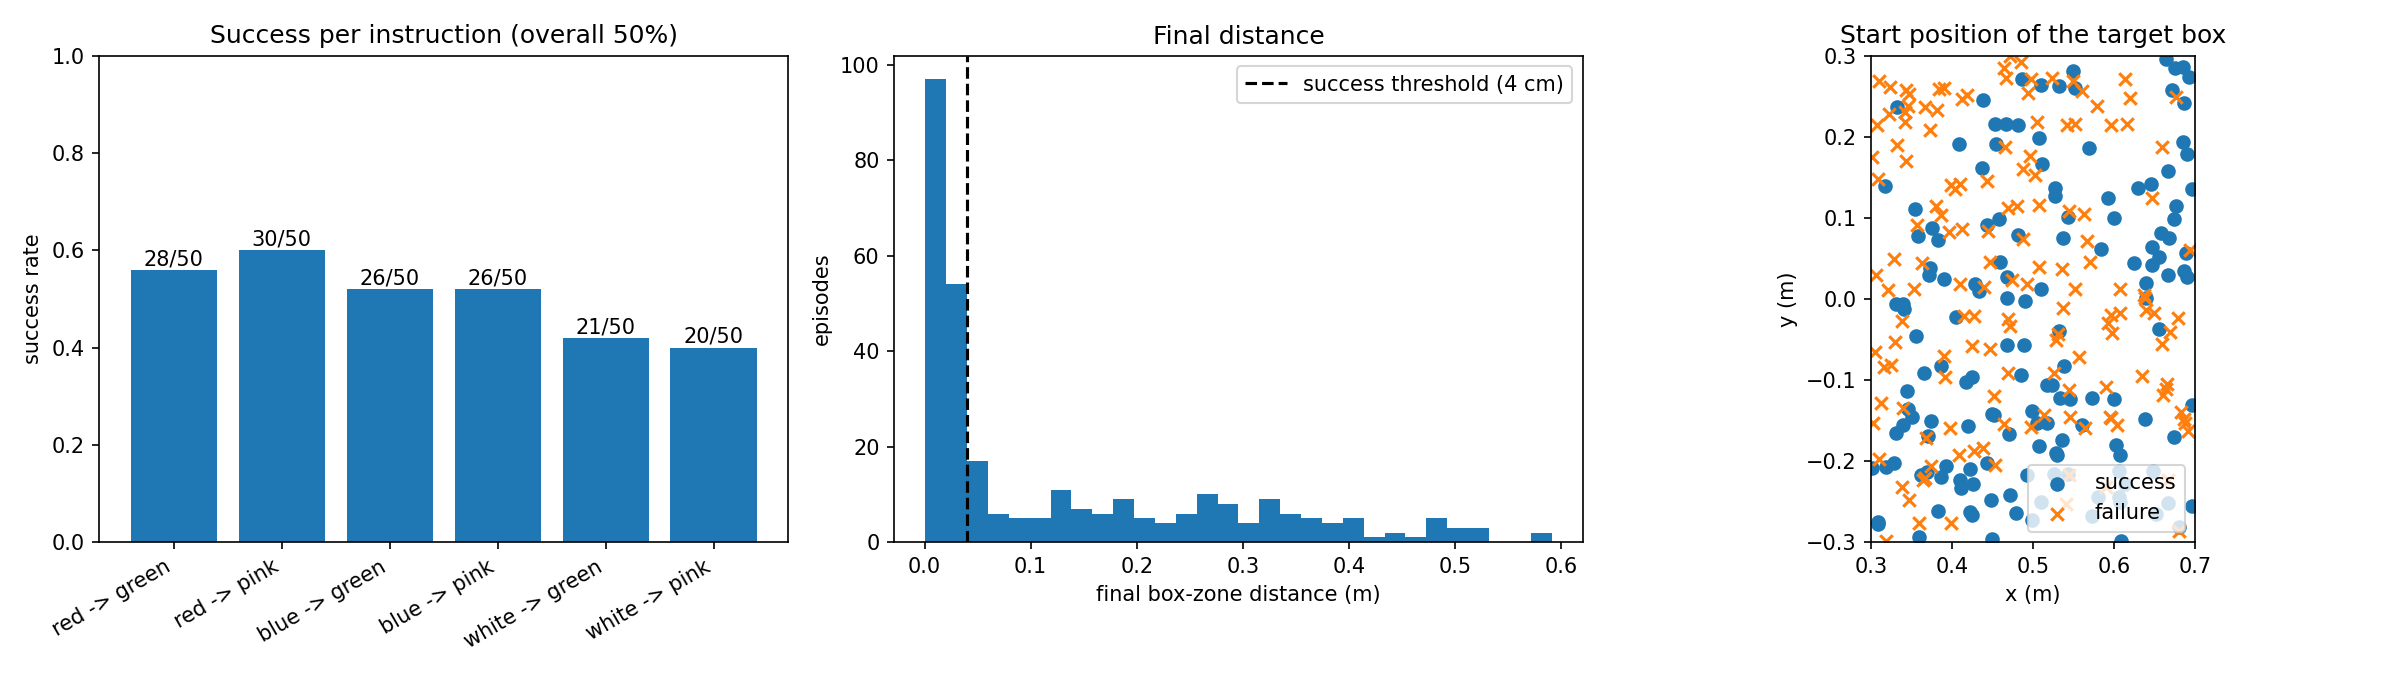 Success per instruction (overall 50%)
success rate
1.0
0.8
0.6
0.4
0.2
0.0
28/50
30/50
26/50
26/50
21/50
20/50
red -> green
red -> pink
blue -> green
blue -> pink
white -> green
white -> pink
Final distance
episodes
100
80
60
40
20
0
success threshold (4 cm)
0.0
0.1
0.2
0.3
0.4
0.5
0.6
final box-zone distance (m)
Start position of the target box
y (m)
0.3
0.2
0.1
0.0
−0.1
−0.2
−0.3
success
failure
0.3
0.4
0.5
0.6
0.7
x (m)